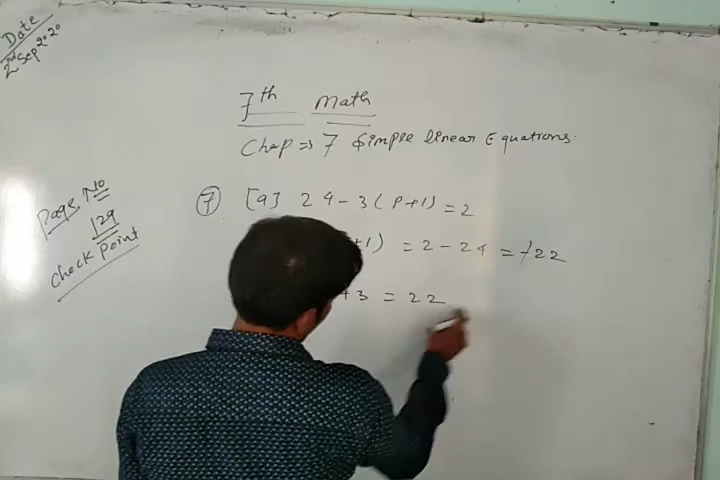 Date
2nd Sep 2020
7th Math
Chap => 7 Simple linear Equations.
Page No
129
Check Point
7 [a] 24 - 3(P+1) = 2
+1) = 2 - 24 = -22
+3 = 22